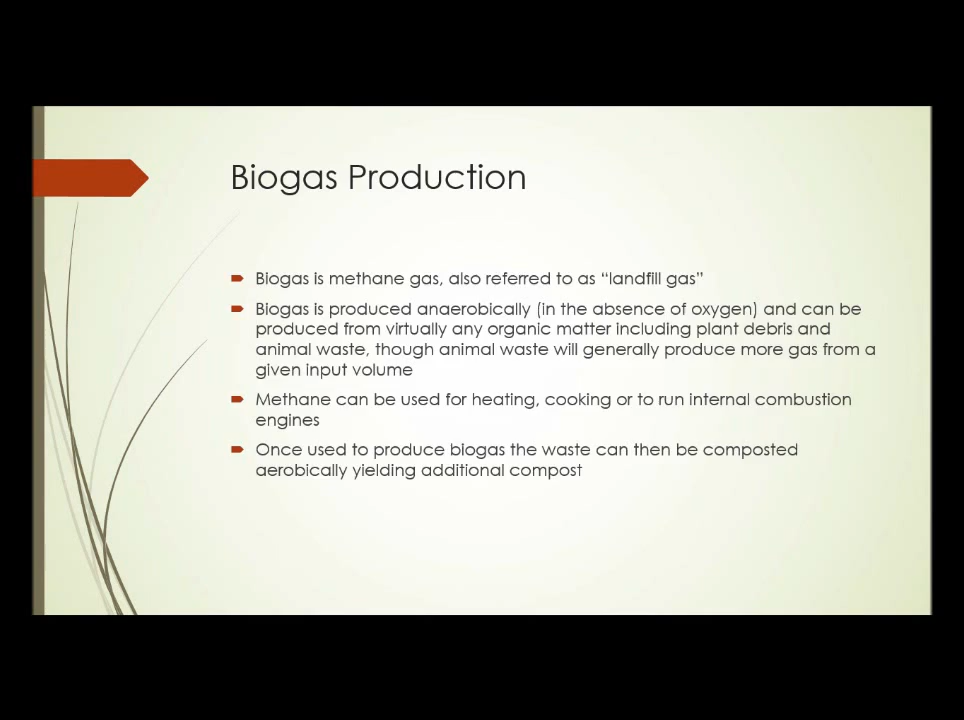 Biogas Production
Biogas is methane gas, also referred to as “landfill gas”
Biogas is produced anaerobically (in the absence of oxygen) and can be
produced from virtually any organic matter including plant debris and
animal waste, though animal waste will generally produce more gas from a
given input volume
Methane can be used for heating, cooking or to run internal combustion
engines
Once used to produce biogas the waste can then be composted
aerobically yielding additional compost